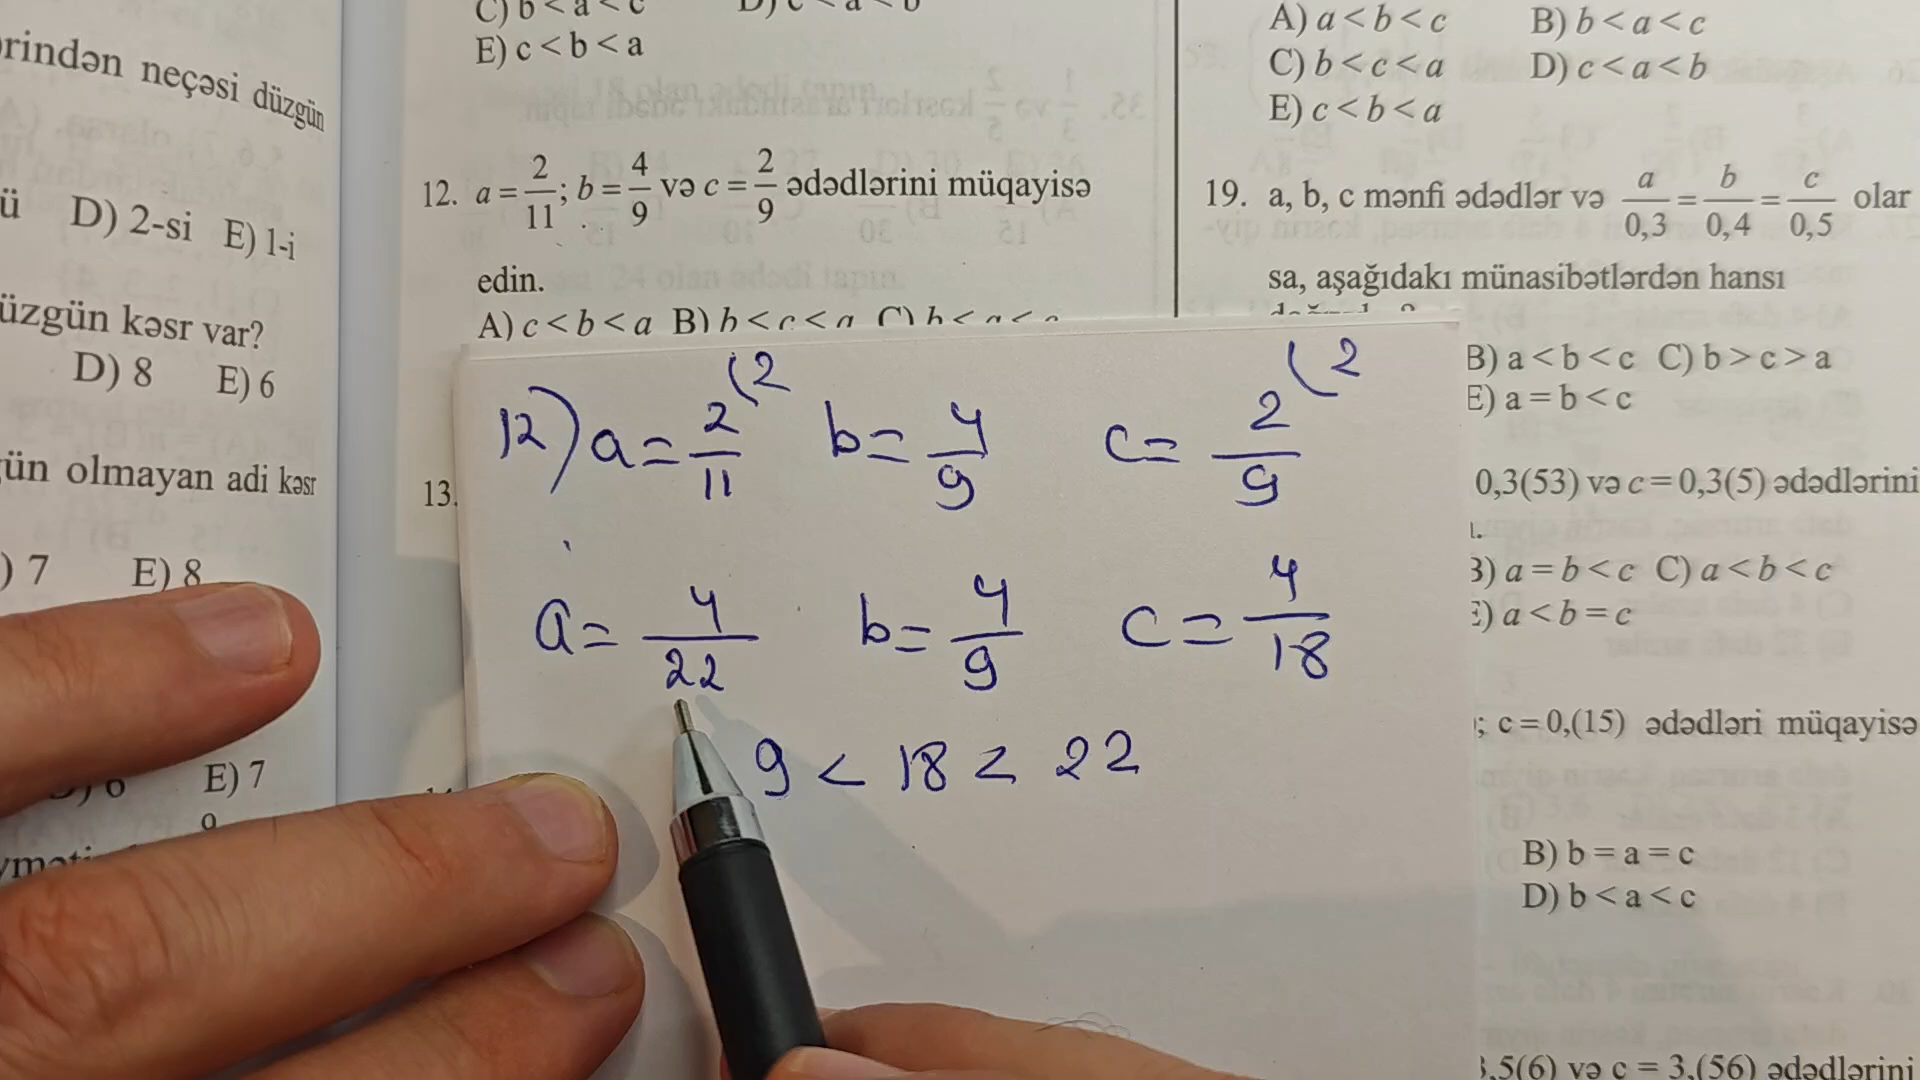 rindən neçəsi düzgün
ü D) 2-si E) 1-i
üzgün kəsr var?
D) 8 E) 6
ün olmayan adi kəsr
) 7 E) 8
E) 7
C) b < a < c
E) c < b < a
12. a = 2/11; b = 4/9 və c = 2/9 ədədlərini müqayisə
edin.
A) c < b < a B) b < c < a
13.
12) a = 2/11 (2 b = 4/9 c = 2/9 (2
a = 4/22 b = 4/9 c = 4/18
9 < 18 < 22
A) a < b < c B) b < a < c
C) b < c < a D) c < a < b
E) c < b < a
19. a, b, c mənfi ədədlər və a/0,3 = b/0,4 = c/0,5 olar
sa, aşağıdakı münasibətlərdən hansı
B) a < b < c C) b > c > a
E) a = b < c
0,3(53) və c = 0,3(5) ədədlərini
B) a = b < c C) a < b < c
E) a < b = c
; c = 0,(15) ədədləri müqayisə
B) b = a = c
D) b < a < c
,5(6) və c = 3,(56) ədədlərini